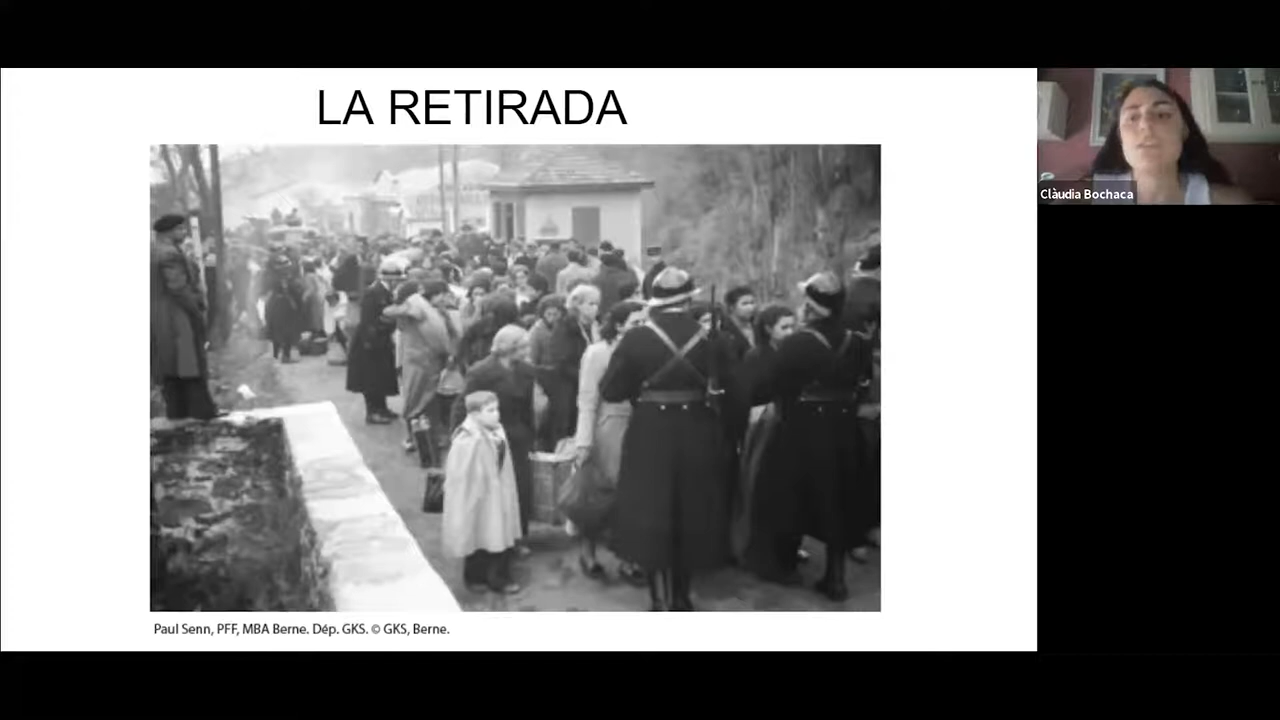 LA RETIRADA
Clàudia Bochaca
Paul Senn, PFF, MBA Berne. Dép. GKS. © GKS, Berne.